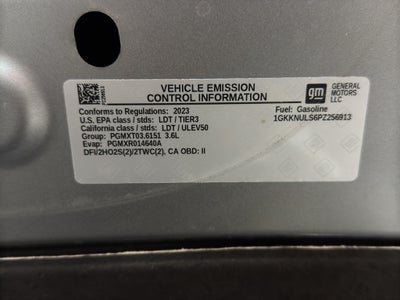 VEHICLE EMISSION
CONTROL INFORMATION
gm
GENERAL
MOTORS
LLC
Conforms to Regulations: 2023
Fuel: Gasoline
U.S. EPA class / stds: LDT / TIER3
1GKKNULS6PZ256913
California class / stds: LDT / ULEV50
Group: PGMXT03.6151 3.6L
Evap: PGMXR014640A
DFI/2HO2S(2)/2TWC(2), CA OBD: II